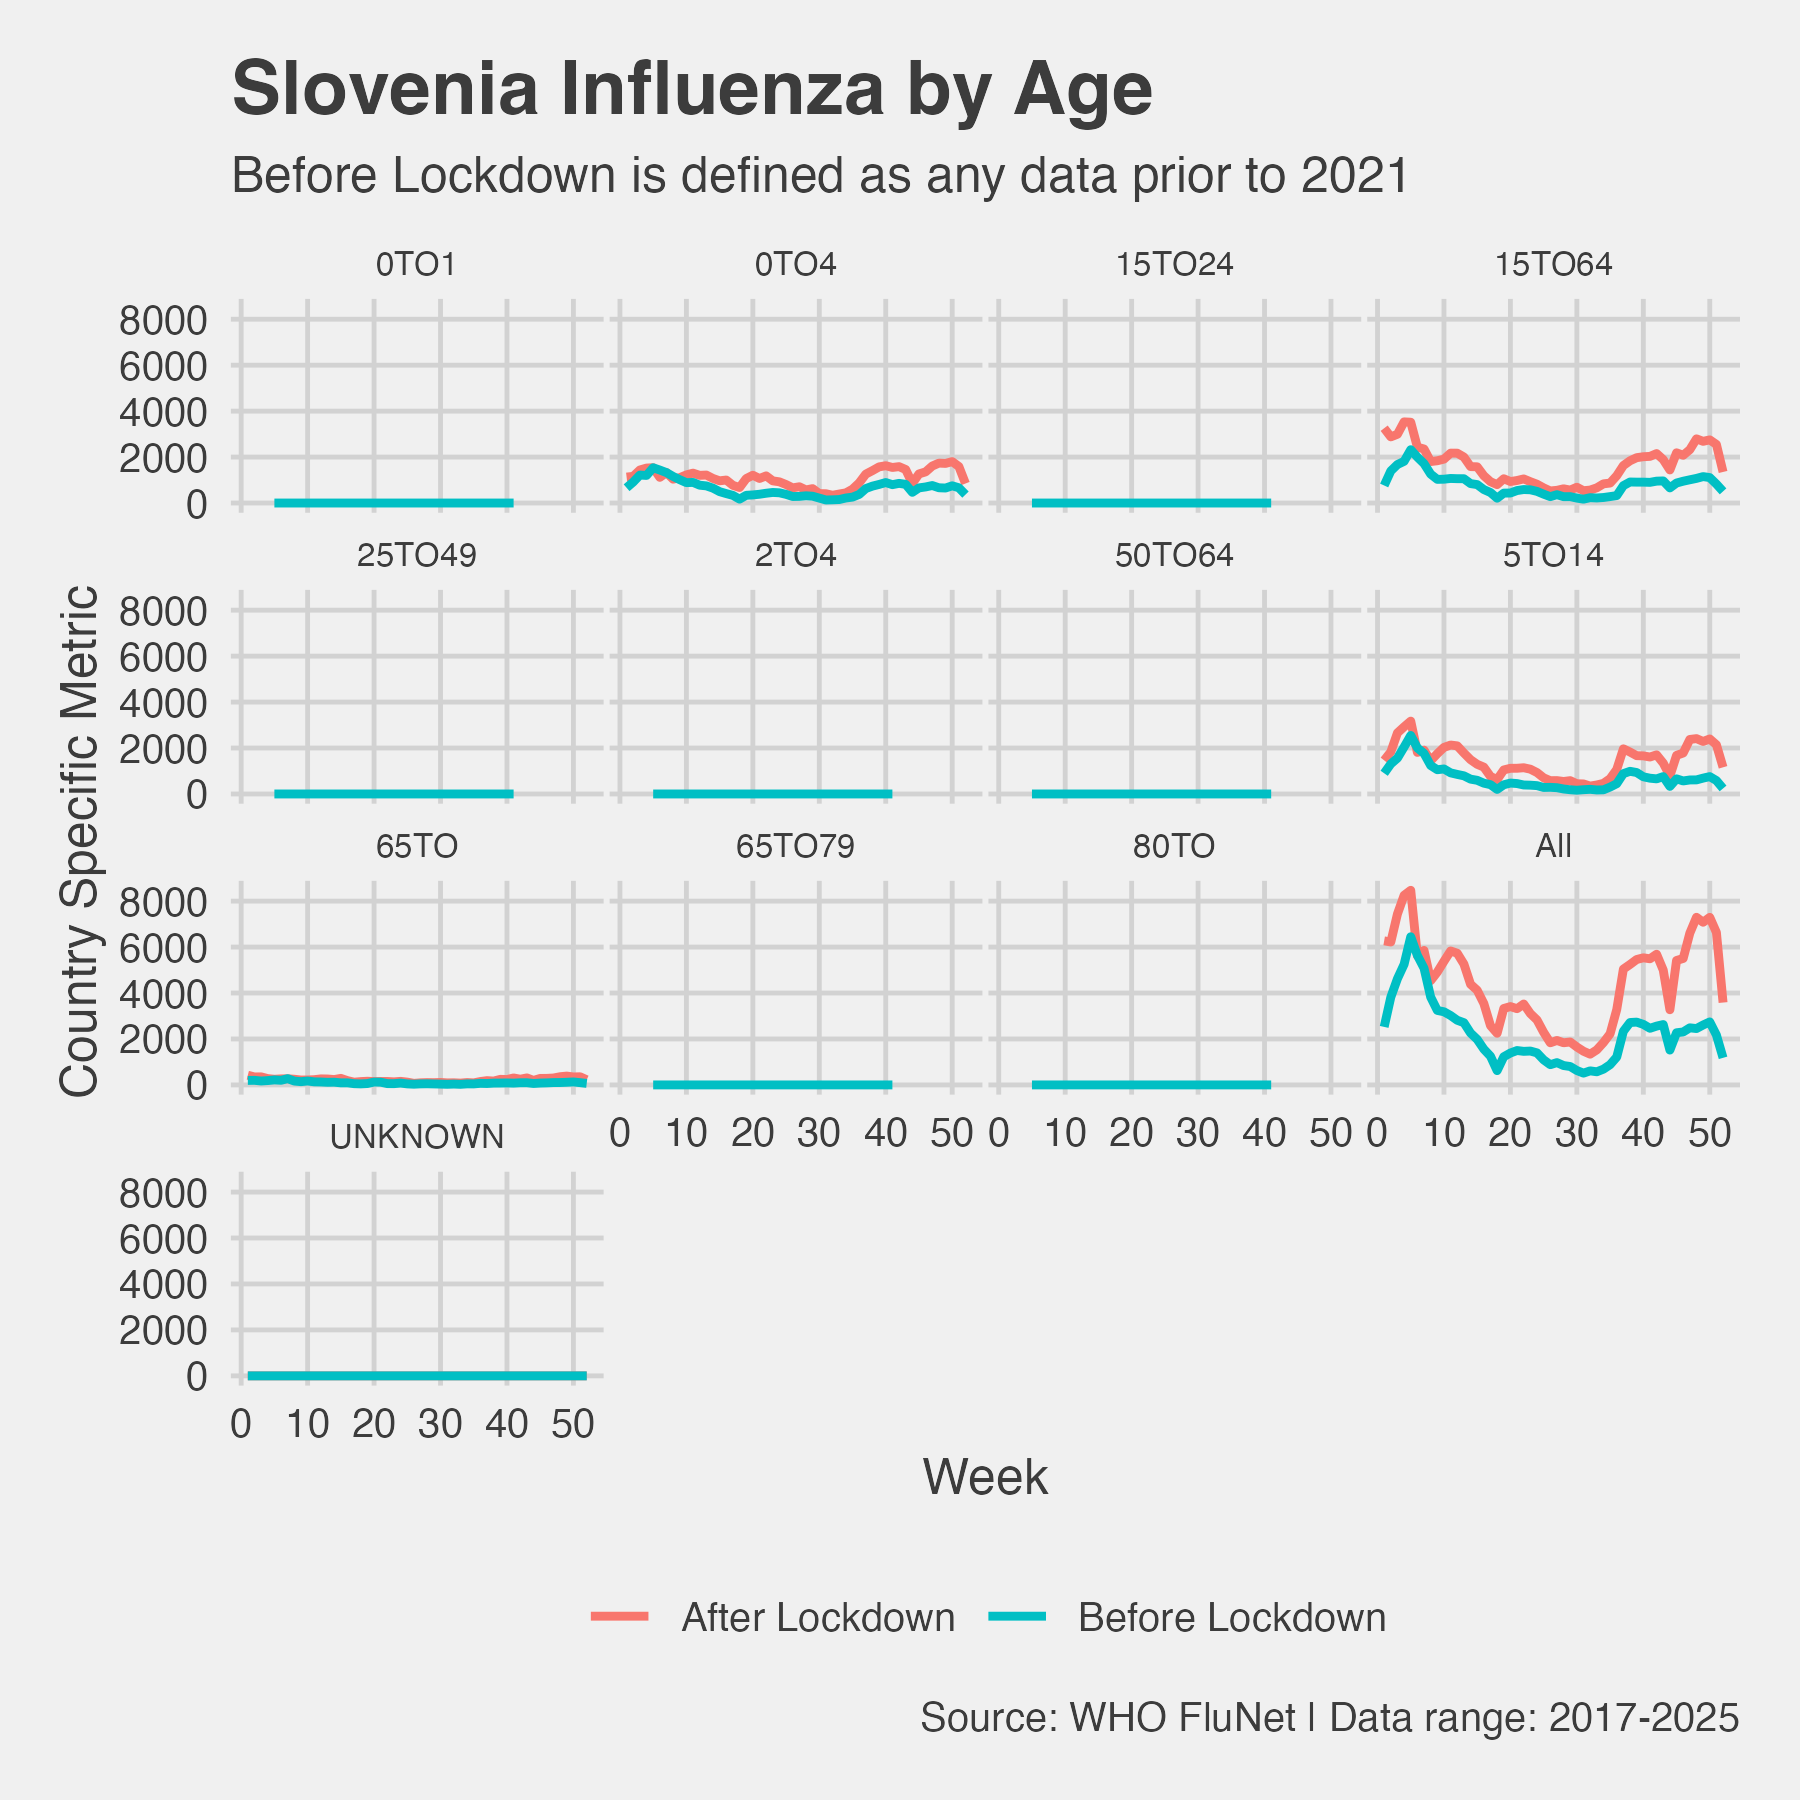 Slovenia Influenza by Age
Before Lockdown is defined as any data prior to 2021
0TO1 0TO4 15TO24 15TO64
8000
6000
4000
2000
0
25TO49 2TO4 50TO64 5TO14
8000
6000
4000
2000
0
Country Specific Metric
65TO 65TO79 80TO All
8000
6000
4000
2000
0
0 10 20 30 40 50 0 10 20 30 40 50 0 10 20 30 40 50
UNKNOWN
8000
6000
4000
2000
0
0 10 20 30 40 50
Week
After Lockdown Before Lockdown
Source: WHO FluNet | Data range: 2017-2025